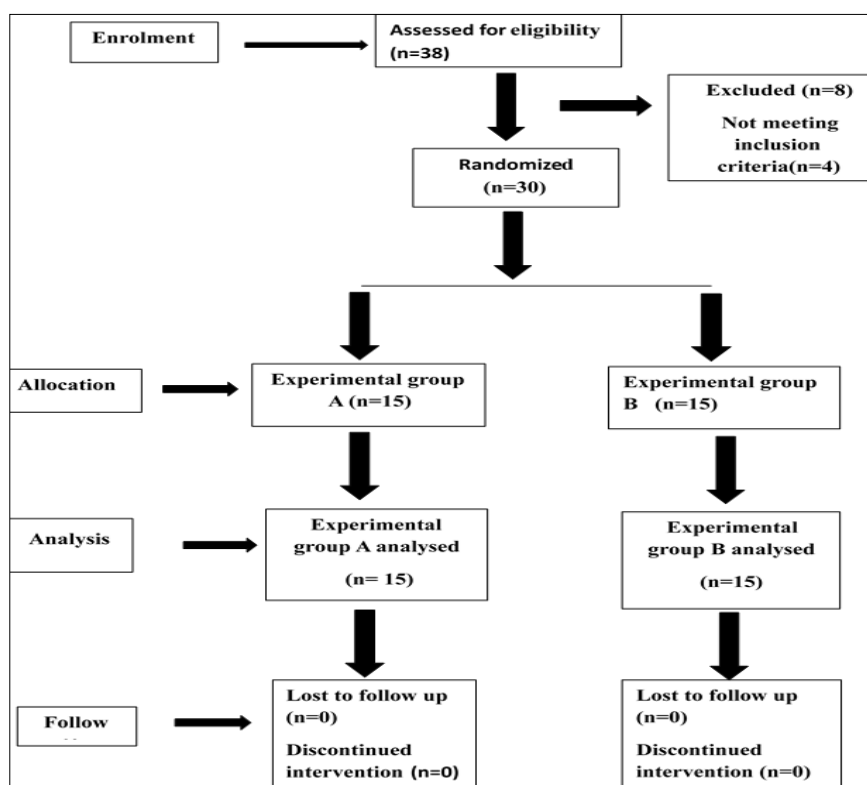 Enrolment
Assessed for eligibility
(n=38)
Excluded (n=8)
Not meeting
inclusion
criteria(n=4)
Randomized
(n=30)
Allocation
Experimental group
A (n=15)
Experimental group
B (n=15)
Analysis
Experimental
group A analysed
(n= 15)
Experimental
group B analysed
(n=15)
Follow
Lost to follow up
(n=0)
Discontinued
intervention (n=0)
Lost to follow up
(n=0)
Discontinued
intervention (n=0)